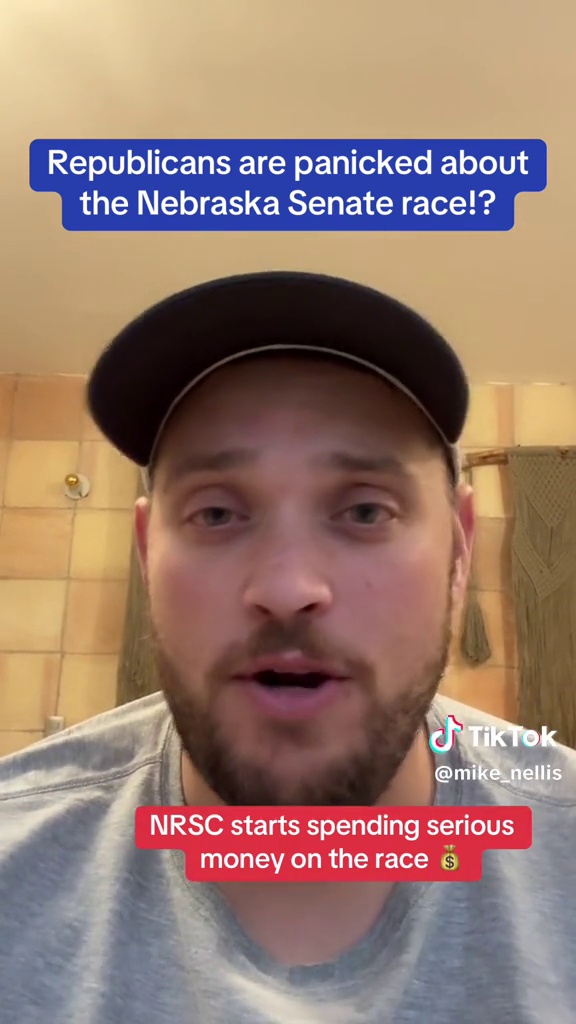 Republicans are panicked about
the Nebraska Senate race!?
TikTok
@mike_nellis
NRSC starts spending serious
money on the race 💰